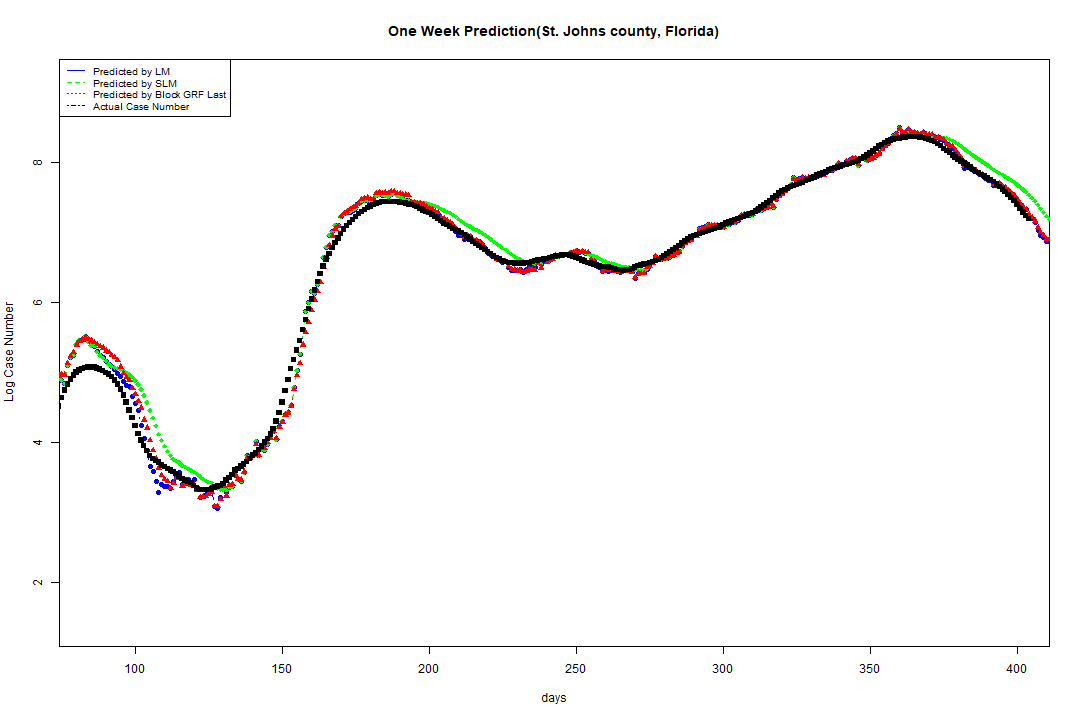 One Week Prediction(St. Johns county, Florida)
Predicted by LM
Predicted by SLM
Predicted by Block GRF Last
Actual Case Number
Log Case Number
8
6
4
2
100 150 200 250 300 350 400
days